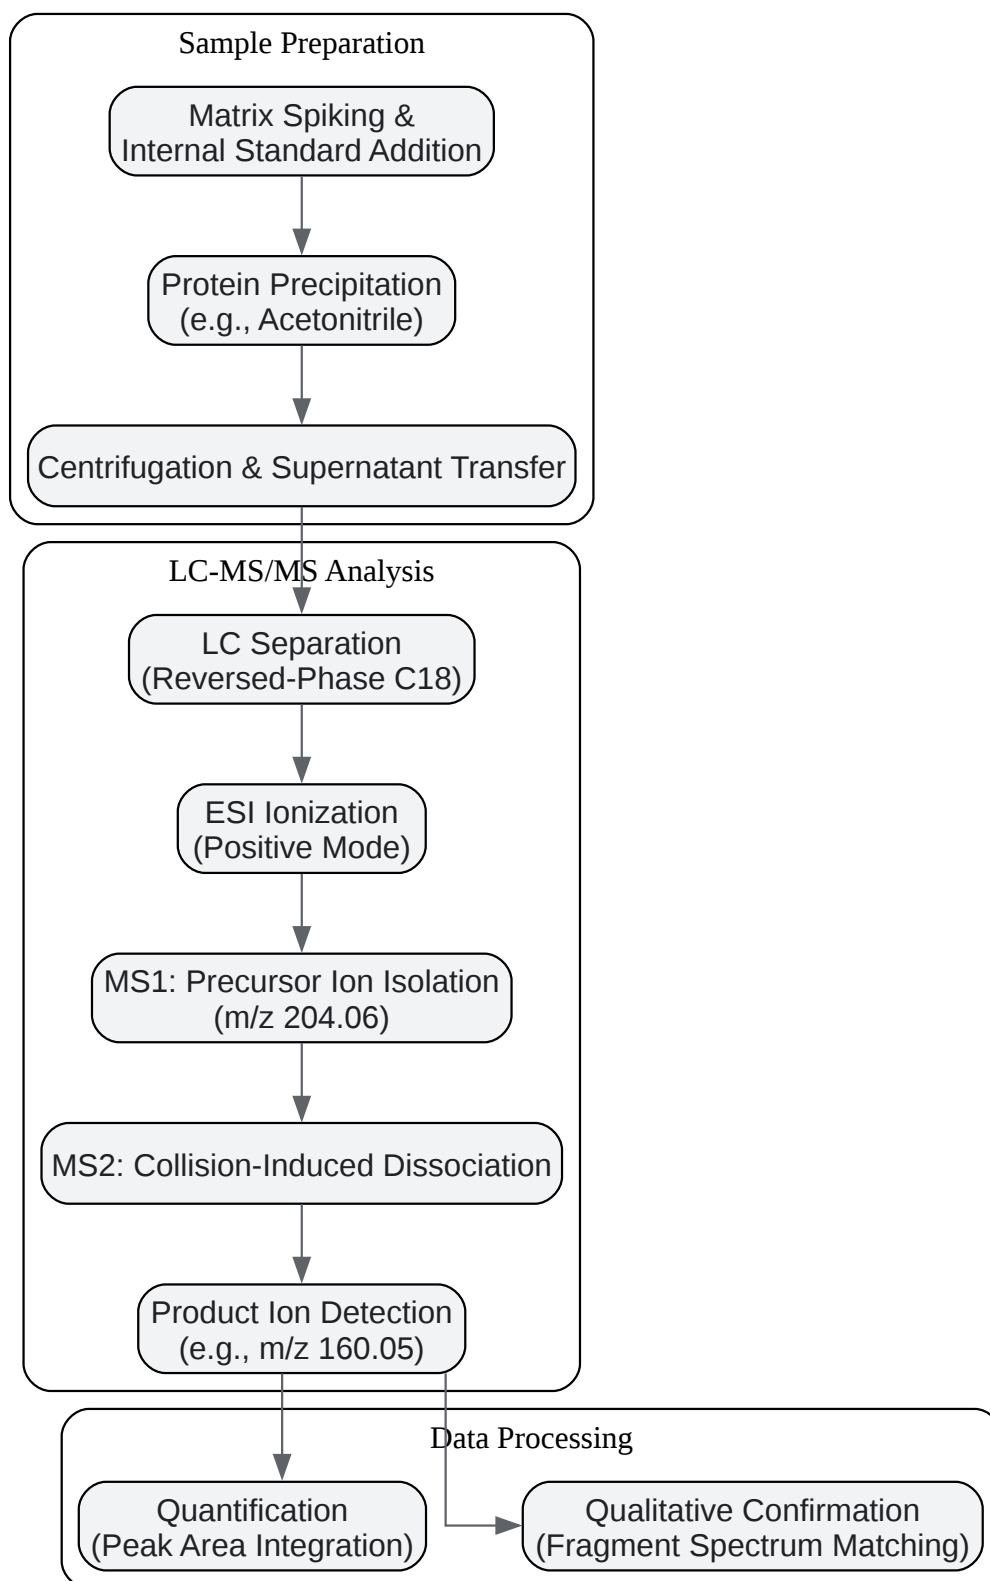 Sample Preparation
Matrix Spiking &
Internal Standard Addition
Protein Precipitation
(e.g., Acetonitrile)
Centrifugation & Supernatant Transfer
LC-MS/MS Analysis
LC Separation
(Reversed-Phase C18)
ESI Ionization
(Positive Mode)
MS1: Precursor Ion Isolation
(m/z 204.06)
MS2: Collision-Induced Dissociation
Product Ion Detection
(e.g., m/z 160.05)
Data Processing
Quantification
(Peak Area Integration)
Qualitative Confirmation
(Fragment Spectrum Matching)